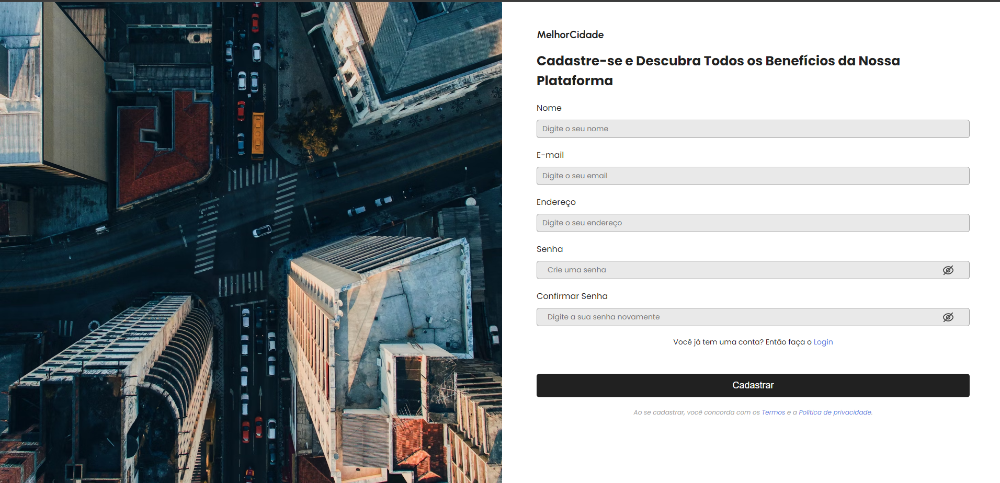 MelhorCidade
Cadastre-se e Descubra Todos os Benefícios da Nossa
Plataforma
Nome
Digite o seu nome
E-mail
Digite o seu email
Endereço
Digite o seu endereço
Senha
Crie uma senha
Confirmar Senha
Digite a sua senha novamente
Você já tem uma conta? Então faça o Login
Cadastrar
Ao se cadastrar, você concorda com os Termos e a Política de privacidade.